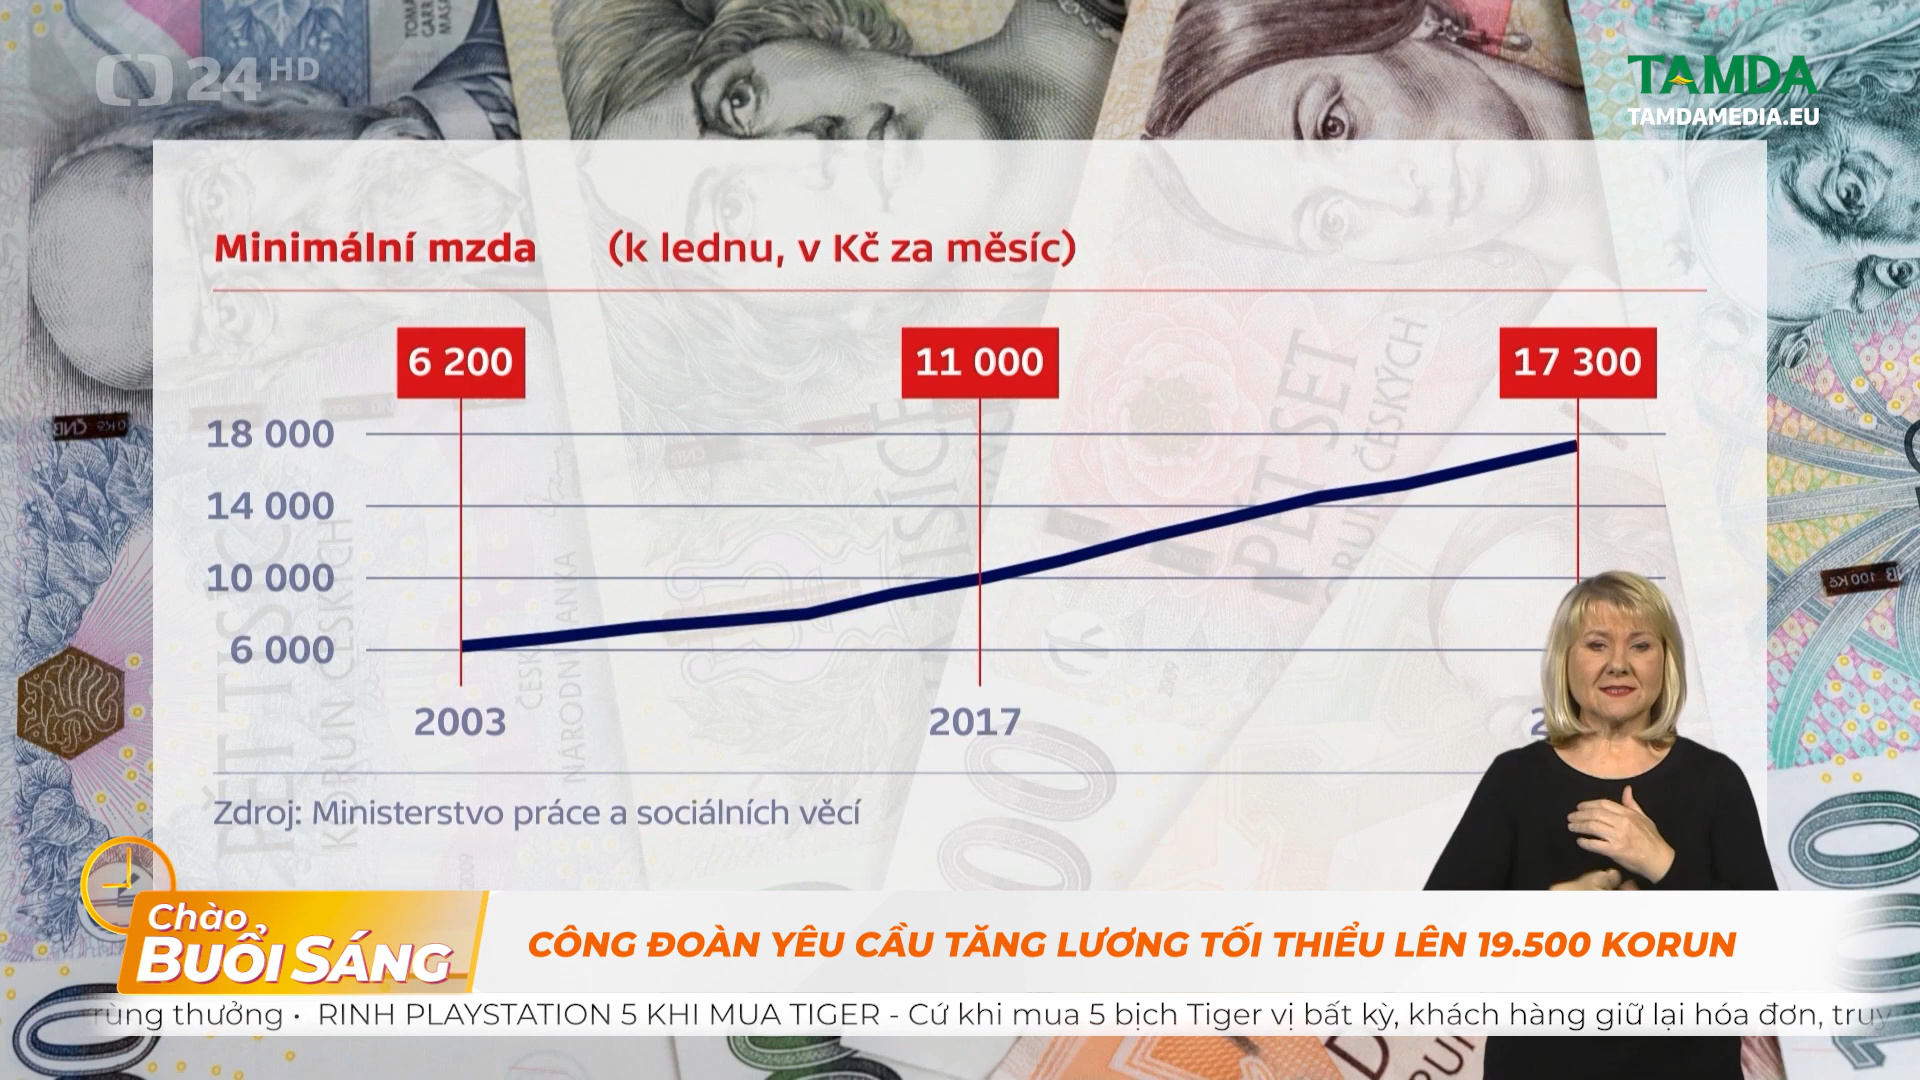 24 HD
TAMDA
TAMDAMEDIA.EU
Minimální mzda (k lednu, v Kč za měsíc)
6 200 11 000 17 300
18 000
14 000
10 000
6 000
2003 2017
Zdroj: Ministerstvo práce a sociálních věcí
Chào
BUỔI SÁNG
CÔNG ĐOÀN YÊU CẦU TĂNG LƯƠNG TỐI THIỂU LÊN 19.500 KORUN
thưởng • RINH PLAYSTATION 5 KHI MUA TIGER - Cứ khi mua 5 bịch Tiger vị bất kỳ, khách hàng giữ lại hóa đơn,